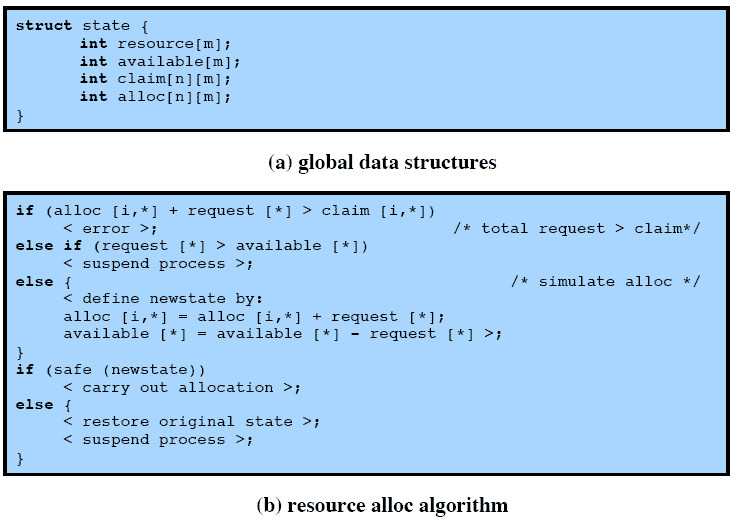 struct state {
int resource[m];
int available[m];
int claim[n][m];
int alloc[n][m];
}
(a) global data structures
if (alloc [i,*] + request [*] > claim [i,*])
< error >; /* total request > claim*/
else if (request [*] > available [*])
< suspend process >;
else { /* simulate alloc */
< define newstate by:
alloc [i,*] = alloc [i,*] + request [*];
available [*] = available [*] - request [*] >;
}
if (safe (newstate))
< carry out allocation >;
else {
< restore original state >;
< suspend process >;
}
(b) resource alloc algorithm